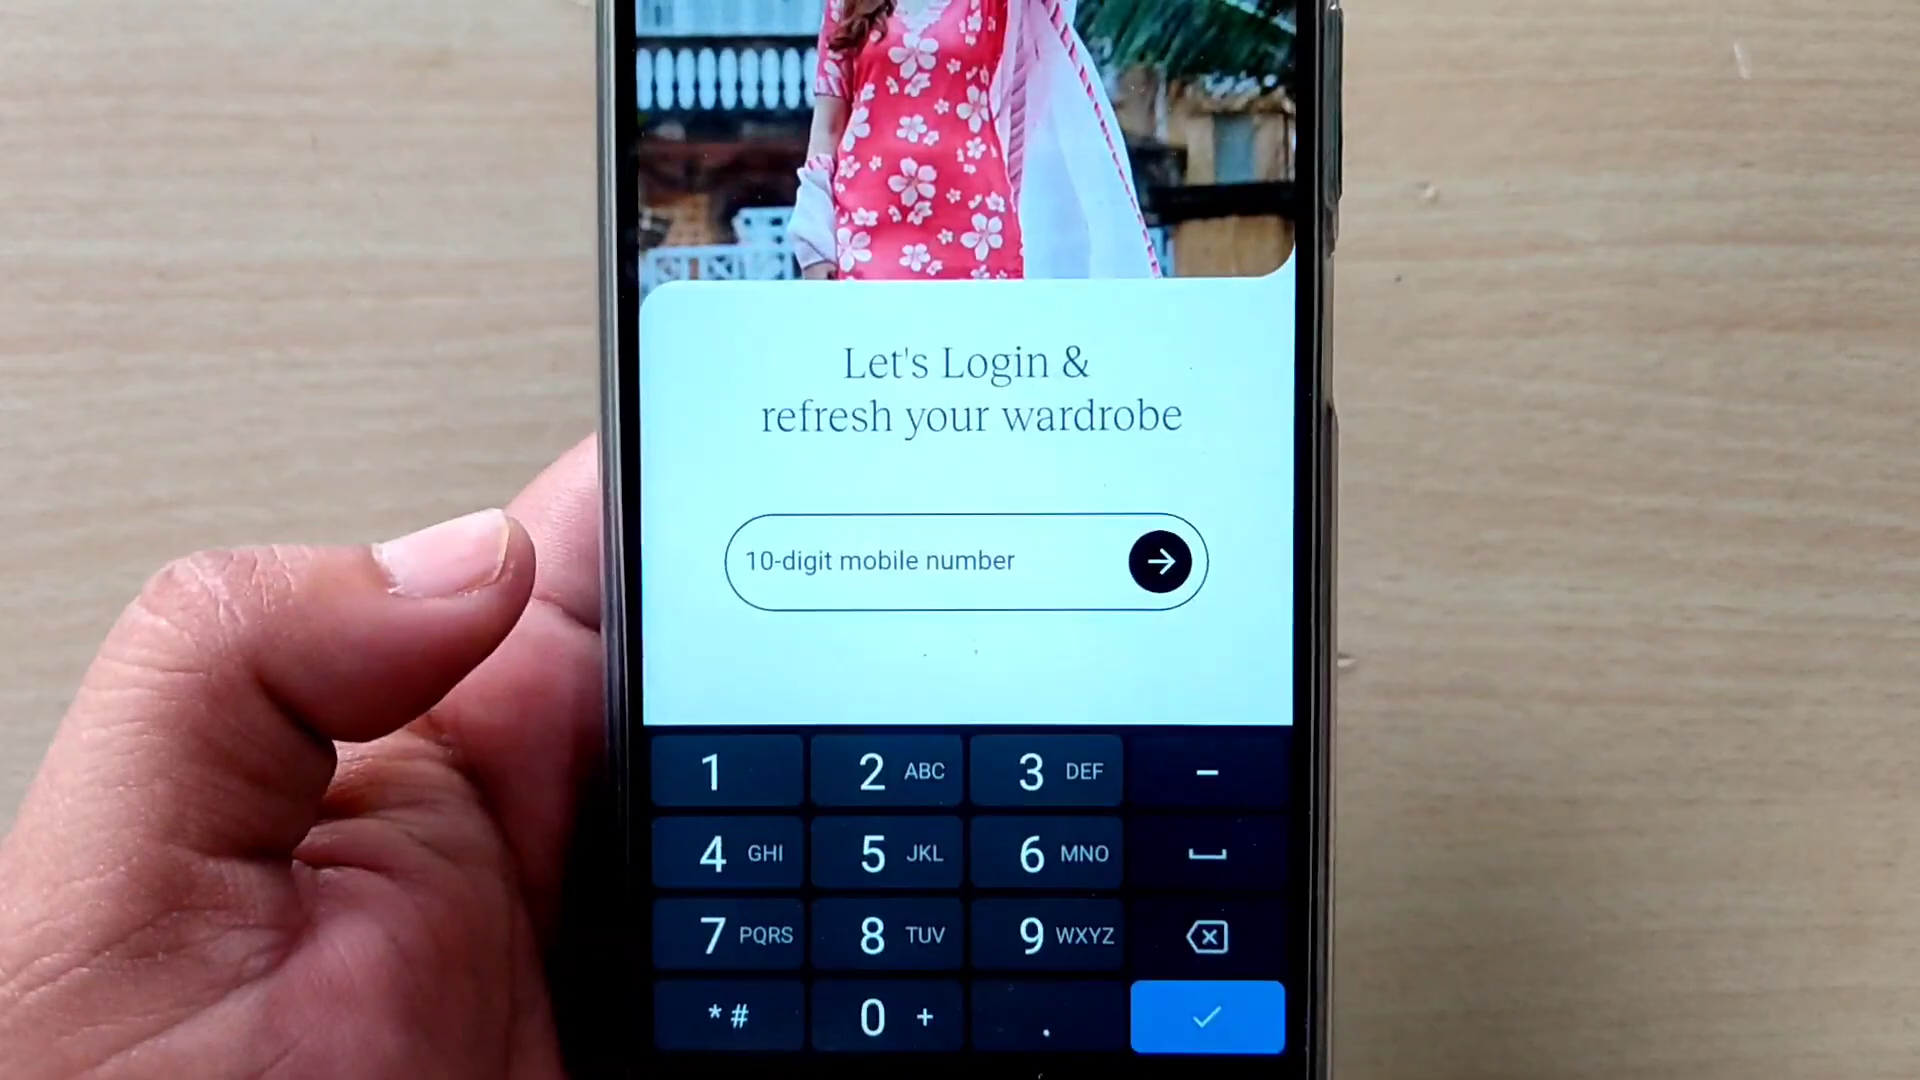 Let's Login &
refresh your wardrobe
10-digit mobile number
1 2 ABC 3 DEF -
4 GHI 5 JKL 6 MNO
7 PQRS 8 TUV 9 WXYZ
* # 0 + .